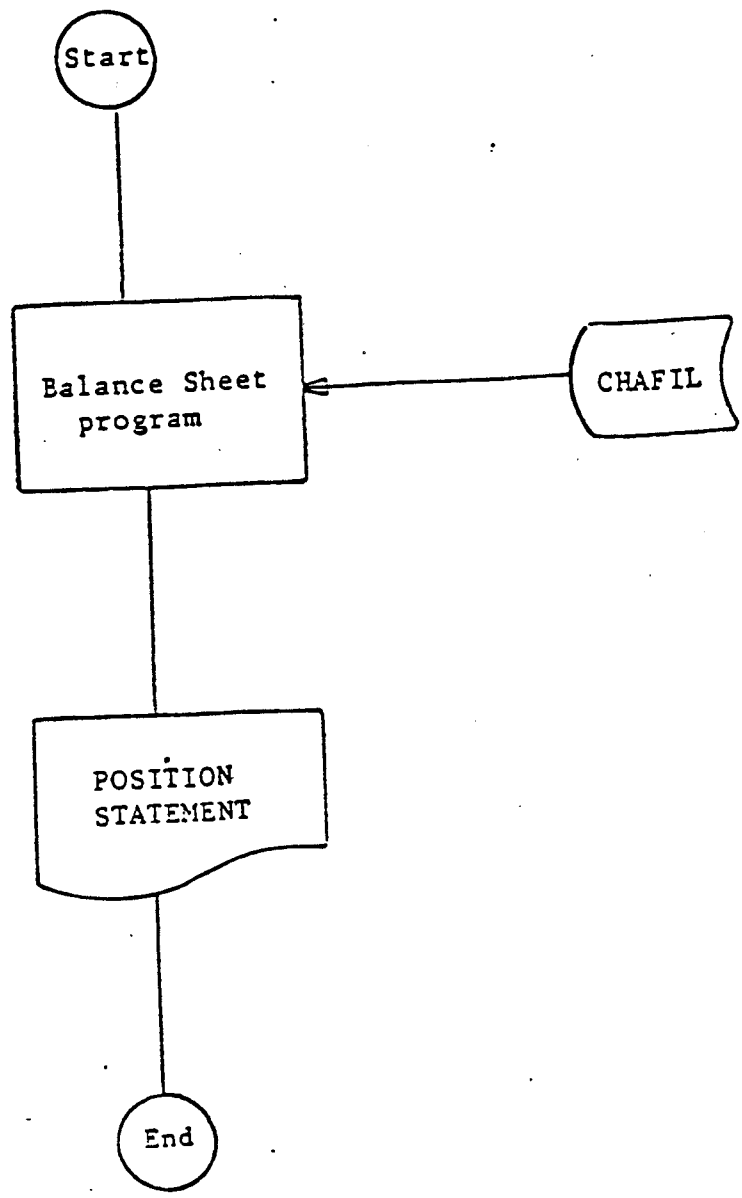 Start
Balance Sheet
program
CHAFIL
POSITION
STATEMENT
End